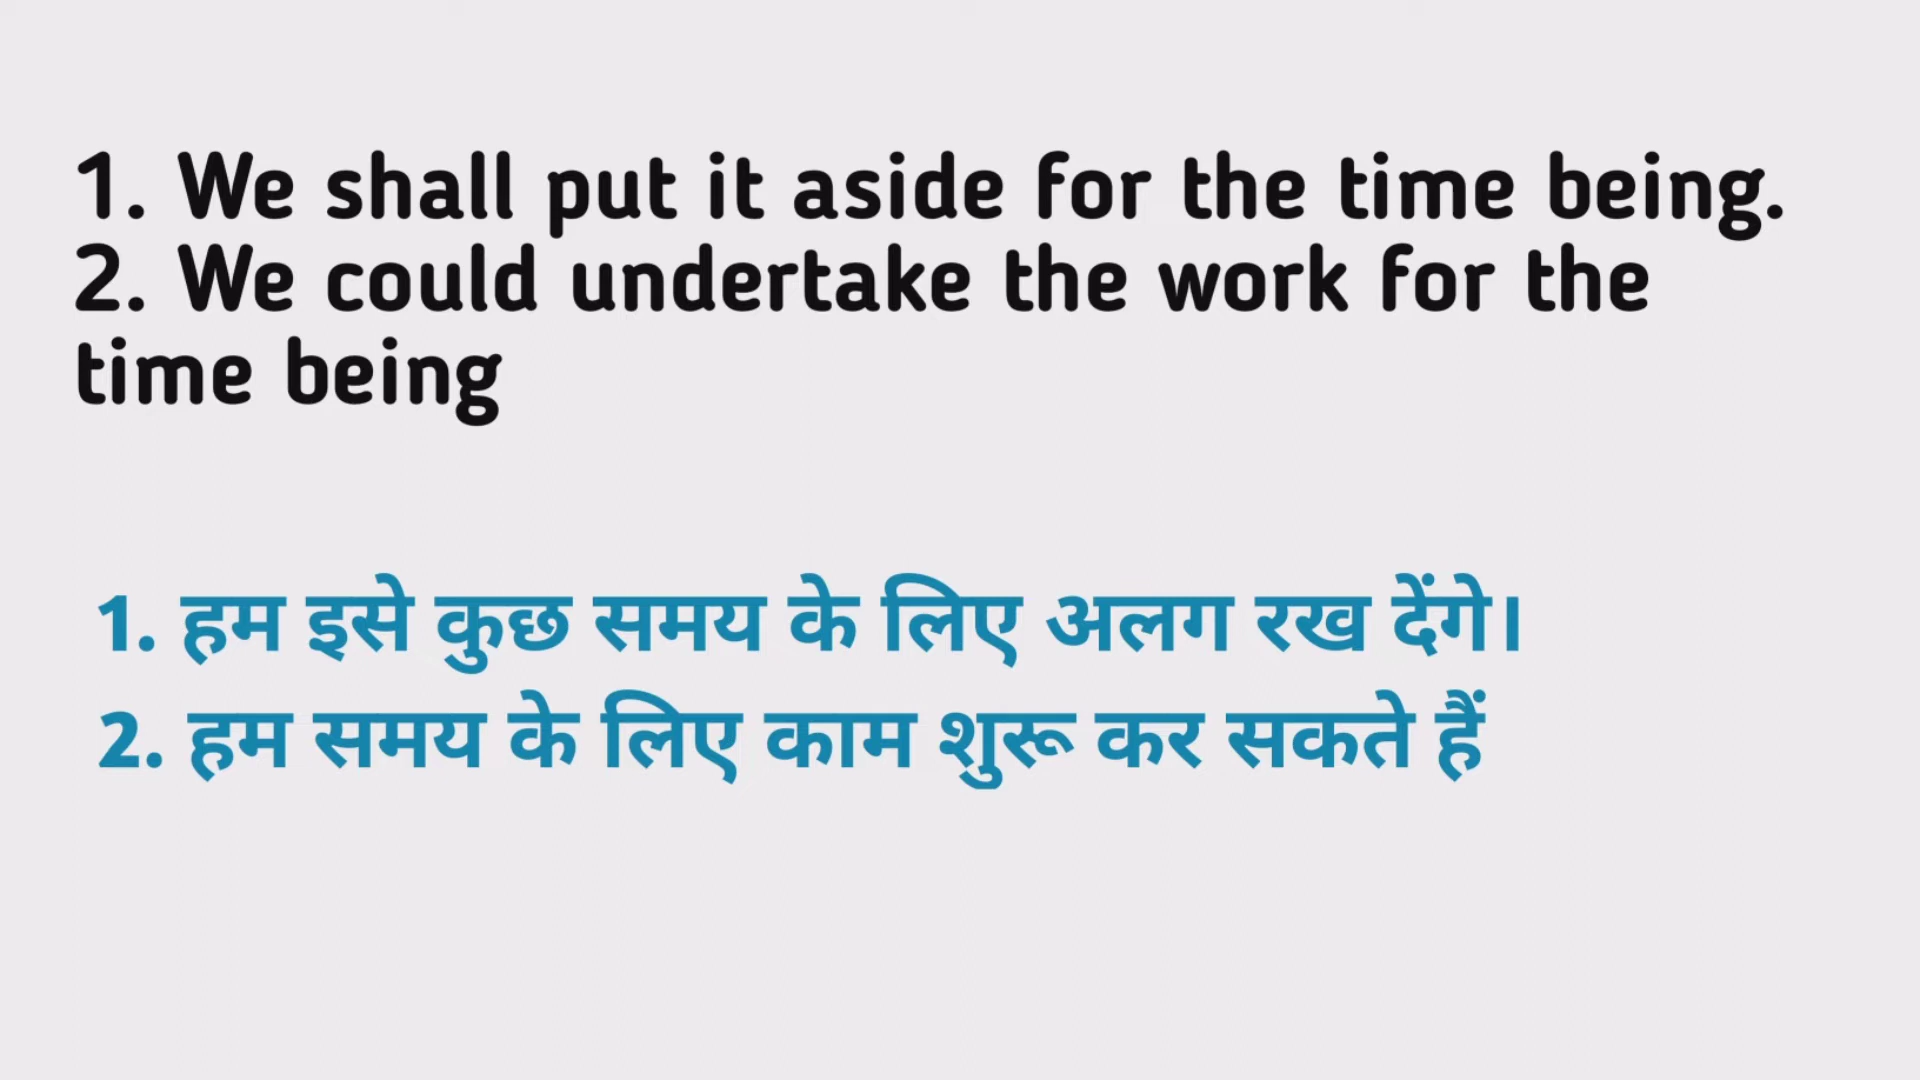 1. We shall put it aside for the time being.
2. We could undertake the work for the
time being
1. हम इसे कुछ समय के लिए अलग रख देंगे।
2. हम समय के लिए काम शुरू कर सकते हैं